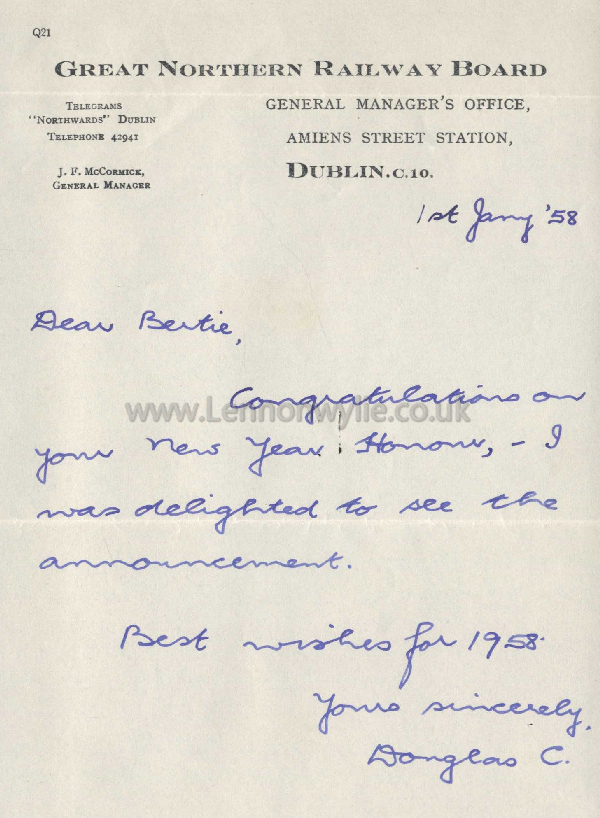 Q21
GREAT NORTHERN RAILWAY BOARD
TELEGRAMS
"NORTHWARDS" DUBLIN
TELEPHONE 42941
J. F. MCCORMICK,
GENERAL MANAGER
GENERAL MANAGER'S OFFICE,
AMIENS STREET STATION,
DUBLIN.C.10.
1st Jany '58
Dear Bertie,
Congratulations on
www.Lennonwylie.co.uk
your New Year Honour, - I
was delighted to see the
announcement.
Best wishes for 1958.
Yours sincerely,
Douglas C.